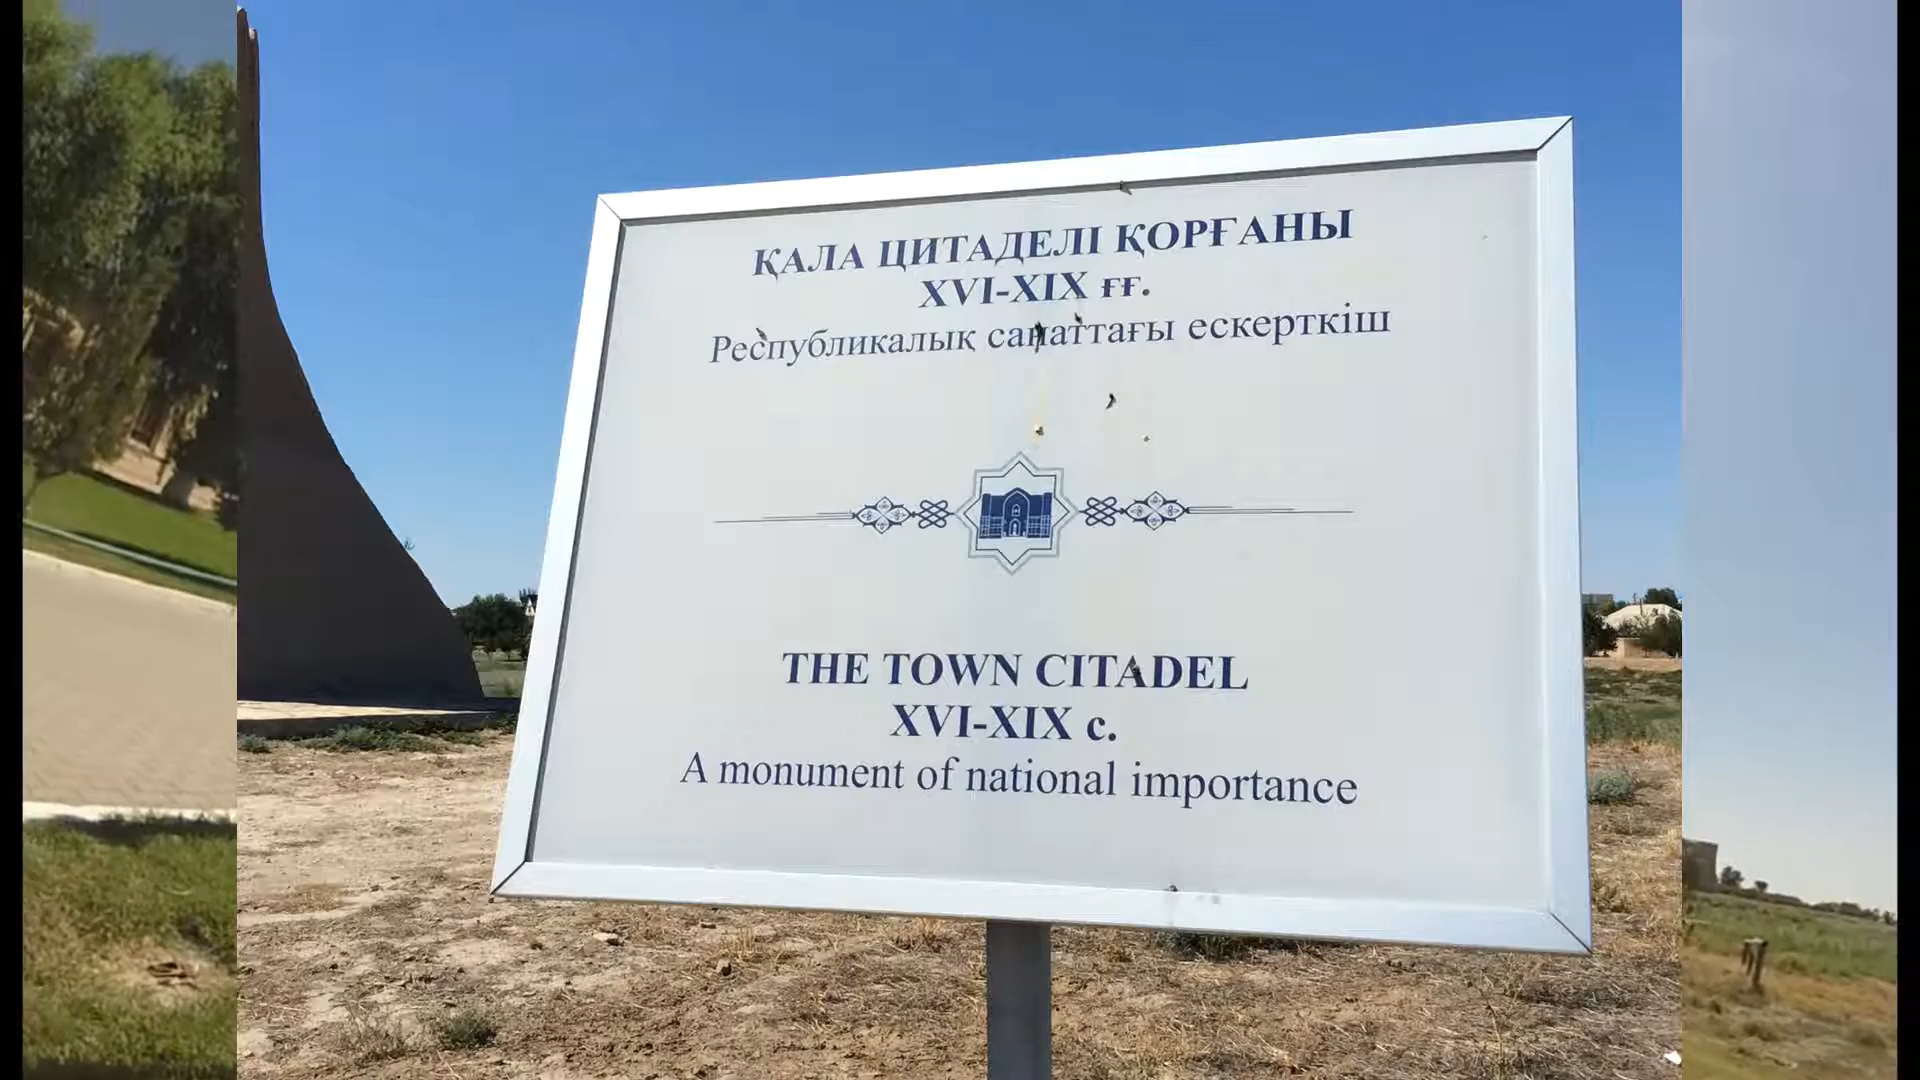 ҚАЛА ЦИТАДЕЛІ ҚОРҒАНЫ
XVI-XIX ғғ.
Республикалық санаттағы ескерткіш
THE TOWN CITADEL
XVI-XIX c.
A monument of national importance